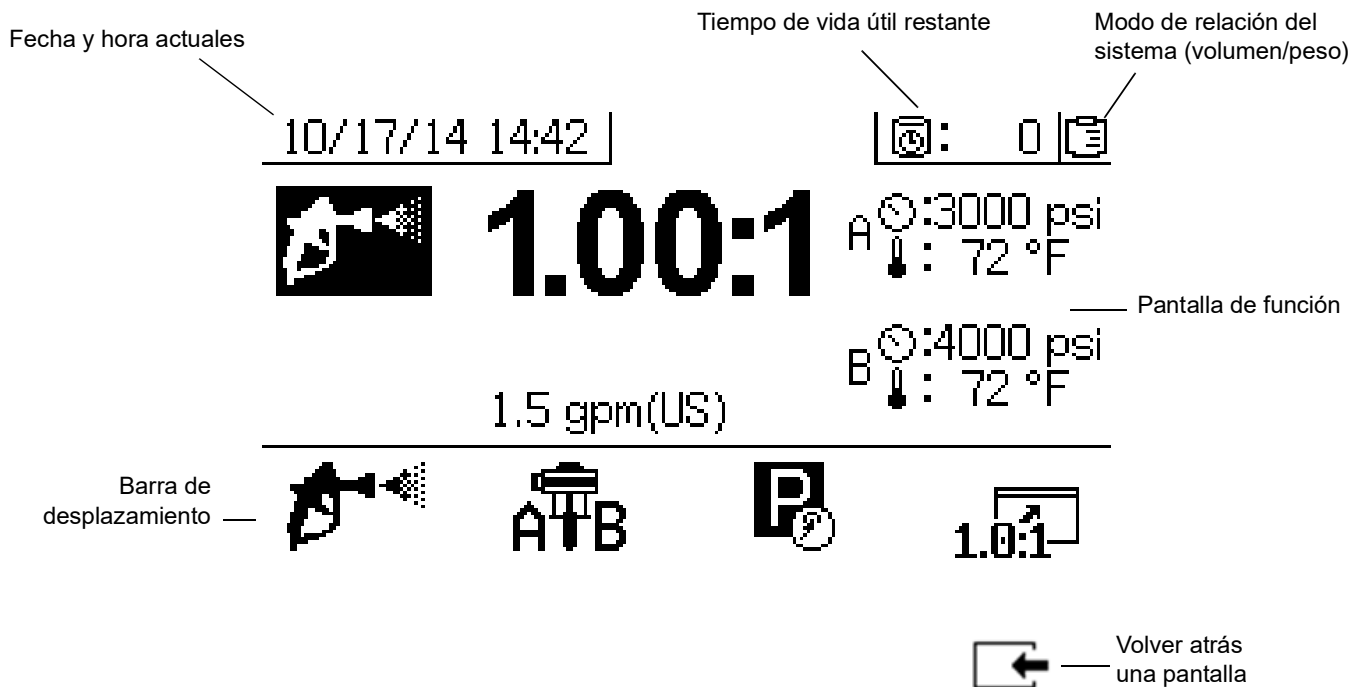 Tiempo de vida útil restante
Modo de relación del
sistema (volumen/peso)
Fecha y hora actuales
10/17/14 14:42
: 0
1.00:1
A :3000 psi
: 72 °F
Pantalla de función
B :4000 psi
: 72 °F
1.5 gpm(US)
Barra de
desplazamiento
A B
P
1.0:1
Volver atrás
una pantalla